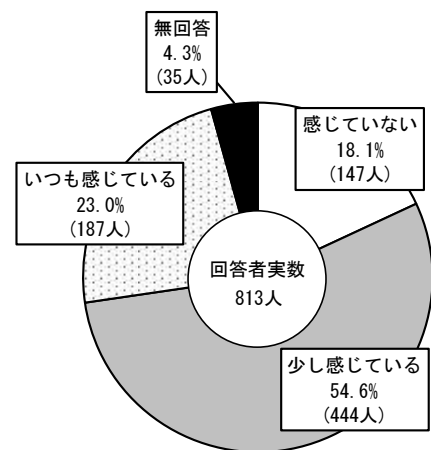 無回答
4.3%
(35人)
感じていない
18.1%
(147人)
いつも感じている
23.0%
(187人)
回答者実数
813人
少し感じている
54.6%
(444人)